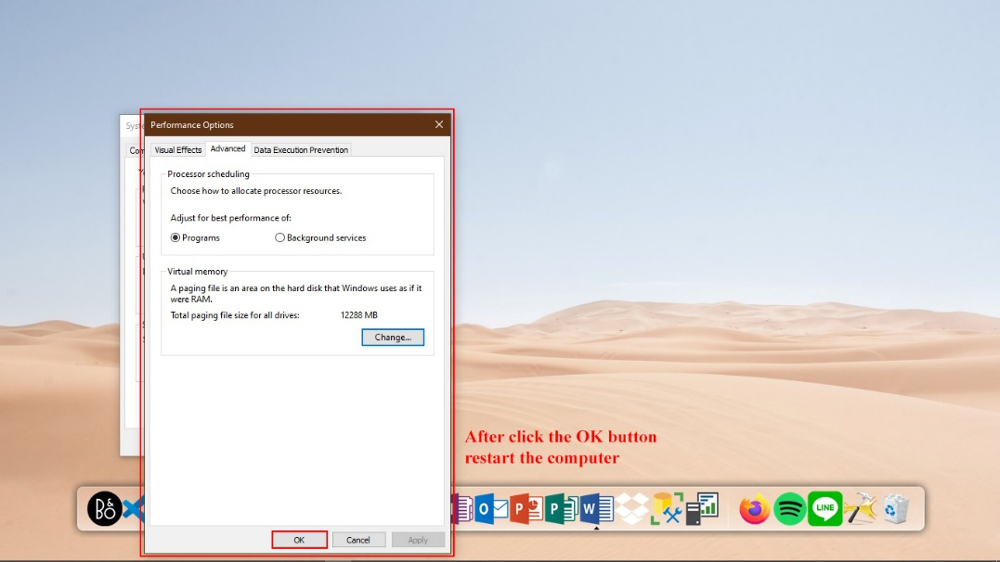 Syste
Performance Options
Com
Visual Effects
Advanced
Data Execution Prevention
Processor scheduling
Choose how to allocate processor resources.
Adjust for best performance of:
Programs
Background services
Virtual memory
A paging file is an area on the hard disk that Windows uses as if it
were RAM.
Total paging file size for all drives: 12288 MB
Change...
After click the OK button
restart the computer
B&O
N
O
P
P
W
LINE
OK
Cancel
Apply